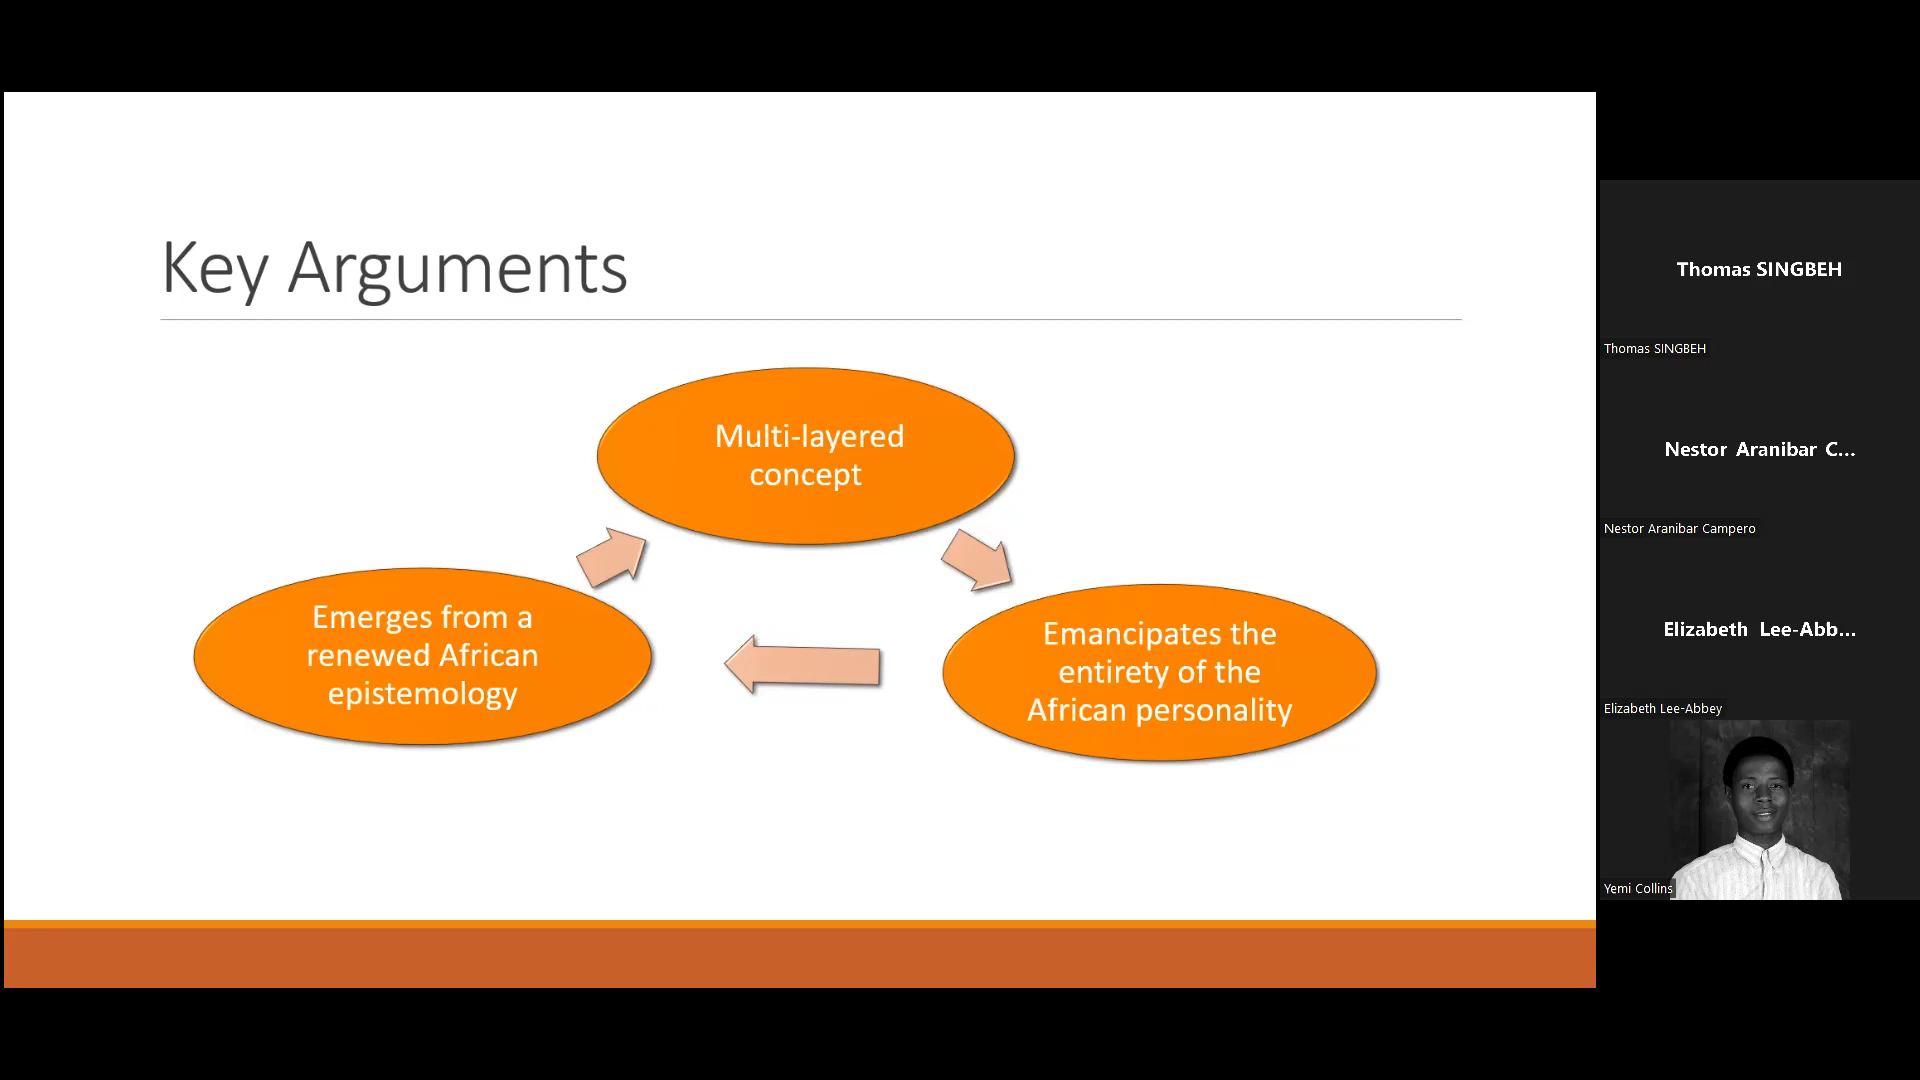 Key Arguments
Multi-layered
concept
Emerges from a
renewed African
epistemology
Emancipates the
entirety of the
African personality
Thomas SINGBEH
Thomas SINGBEH
Nestor Aranibar C...
Nestor Aranibar Campero
Elizabeth Lee-Abb...
Elizabeth Lee-Abbey
Yemi Collins